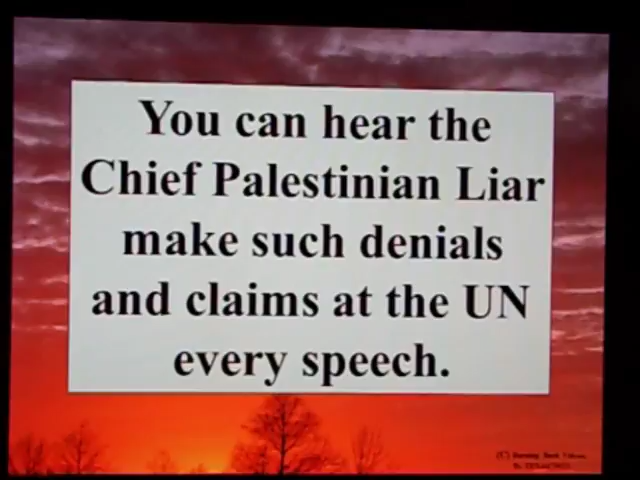 You can hear the
Chief Palestinian Liar
make such denials
and claims at the UN
every speech.
(C)